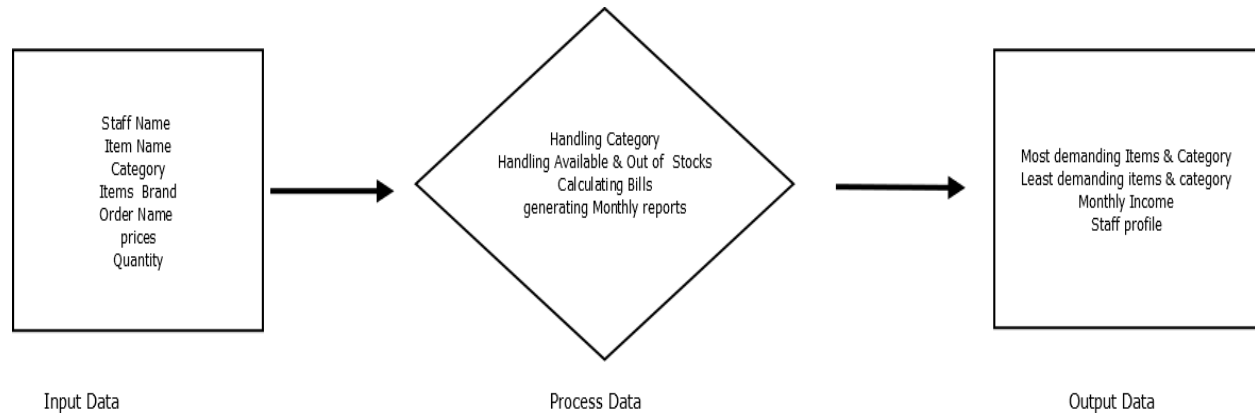 Staff Name
Item Name
Category
Items Brand
Order Name
prices
Quantity
Handling Category
Handling Available & Out of Stocks
Calculating Bills
generating Monthly reports
Most demanding Items & Category
Least demanding items & category
Monthly Income
Staff profile
Input Data
Process Data
Output Data